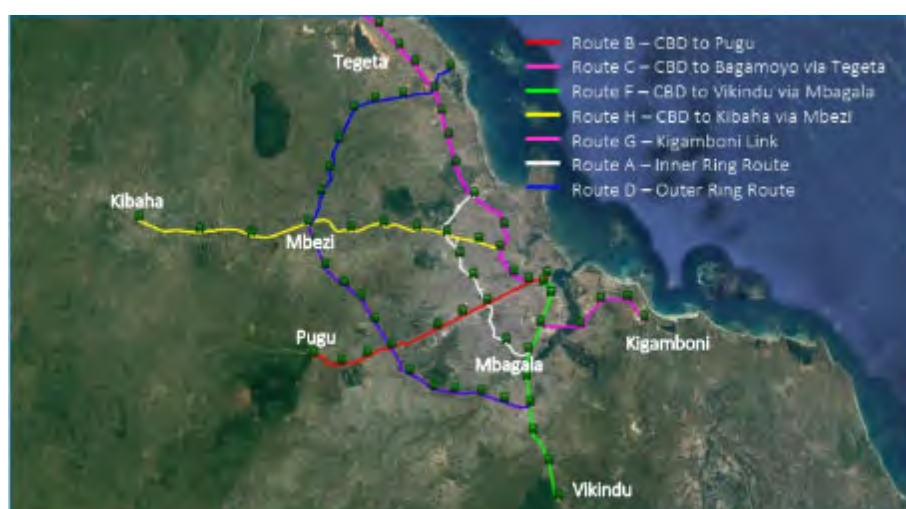 Route B – CBD to Pugu
Route C – CBD to Bagamoyo via Tegeta
Route F – CBD to Vikindu via Mbagala
Route H – CBD to Kibaha via Mbezi
Route G – Kigamboni Link
Route A – Inner Ring Route
Route D – Outer Ring Route
Tegeta
Kibaha
Mbezi
Pugu
Mbagala
Kigamboni
Vikindu